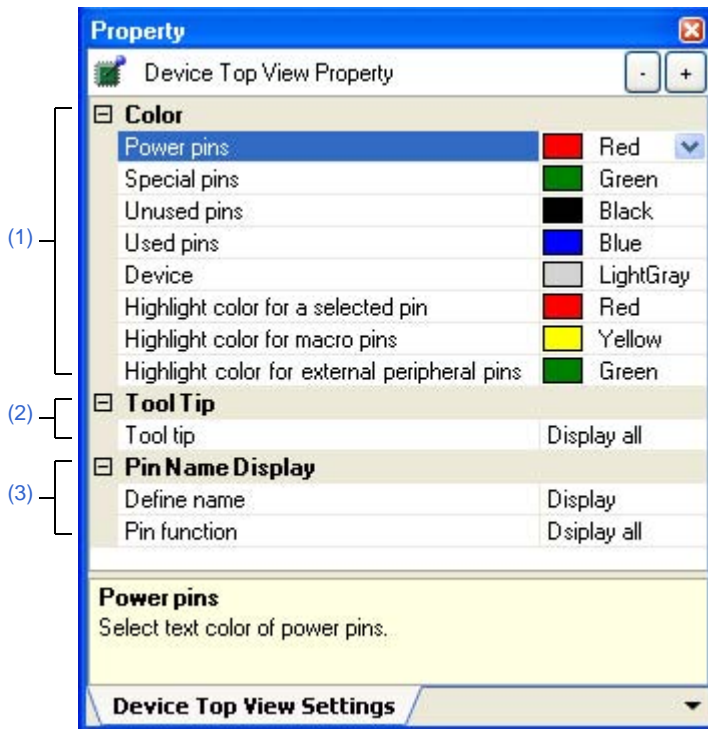 Property
Device Top View Property
- +
(1)
Color
Power pins Red
Special pins Green
Unused pins Black
Used pins Blue
Device LightGray
Highlight color for a selected pin Red
Highlight color for macro pins Yellow
Highlight color for external peripheral pins Green
(2)
Tool Tip
Tool tip Display all
(3)
Pin Name Display
Define name Display
Pin function Dsiplay all
Power pins
Select text color of power pins.
Device Top View Settings